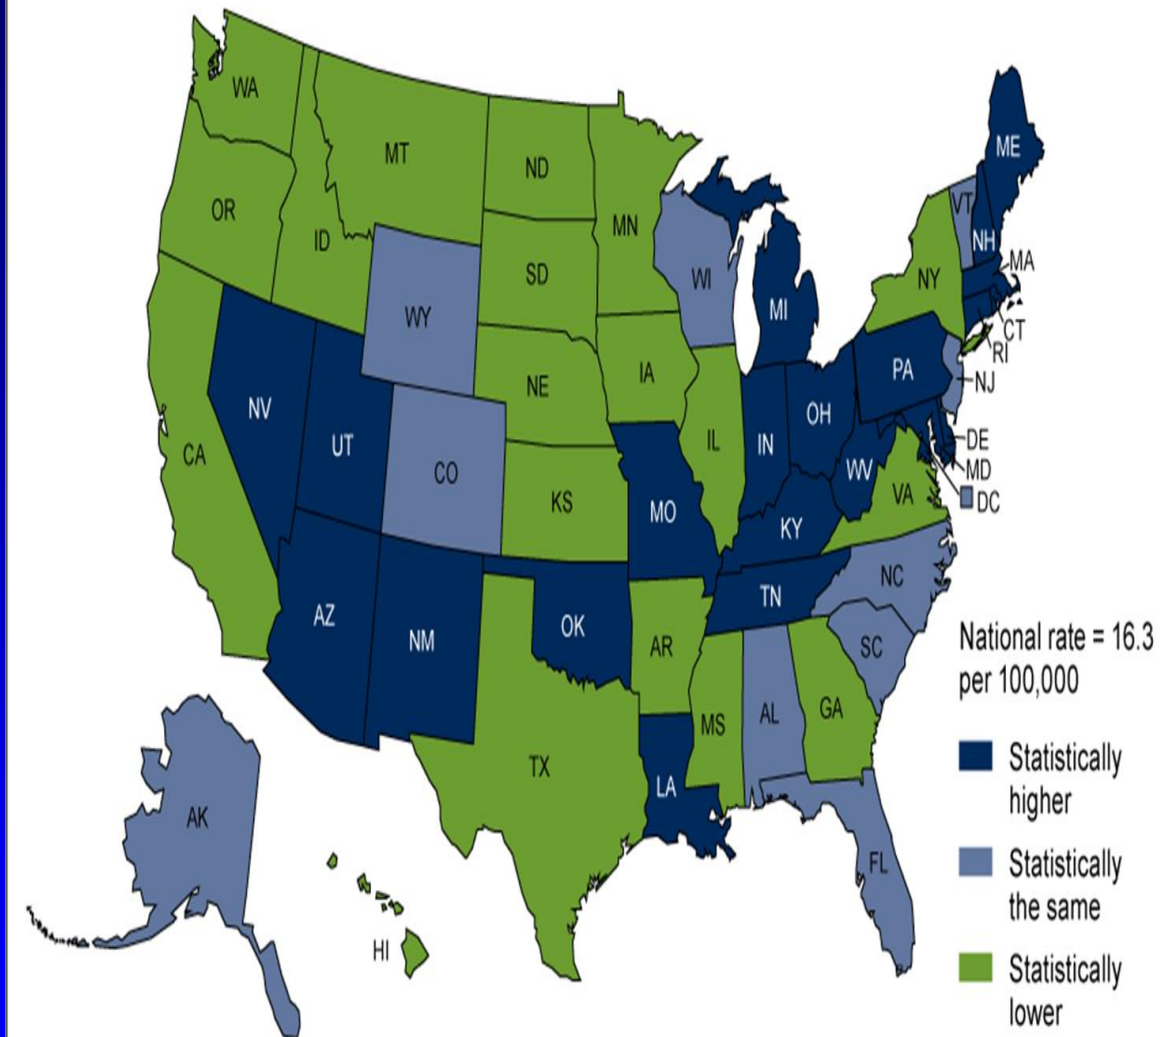 WA
MT
ND
MN
OR
ID
SD
WY
WI
MI
ME
VT
NH
NY
MA
CT
RI
NJ
PA
NE
IA
NV
UT
CO
CA
KS
MO
IL
IN
OH
WV
KY
VA
DE
MD
DC
AZ
NM
OK
AR
TN
NC
SC
TX
LA
MS
AL
GA
FL
AK
HI
National rate = 16.3
per 100,000
Statistically
higher
Statistically
the same
Statistically
lower